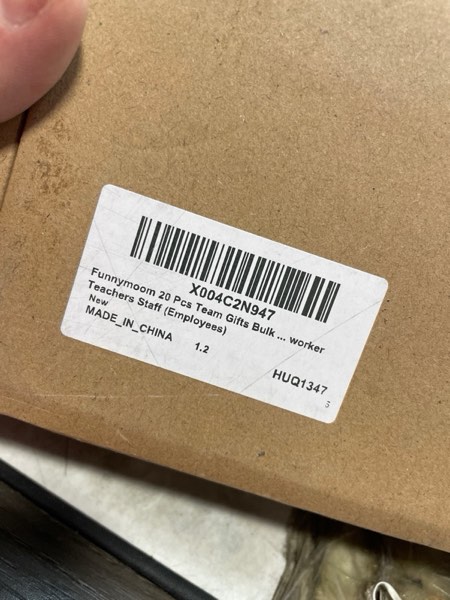 X004C2N947
Funnymoom 20 Pcs Team Gifts Bulk ... worker
Teachers Staff (Employees)
New
MADE_IN_CHINA
1.2
HUQ1347